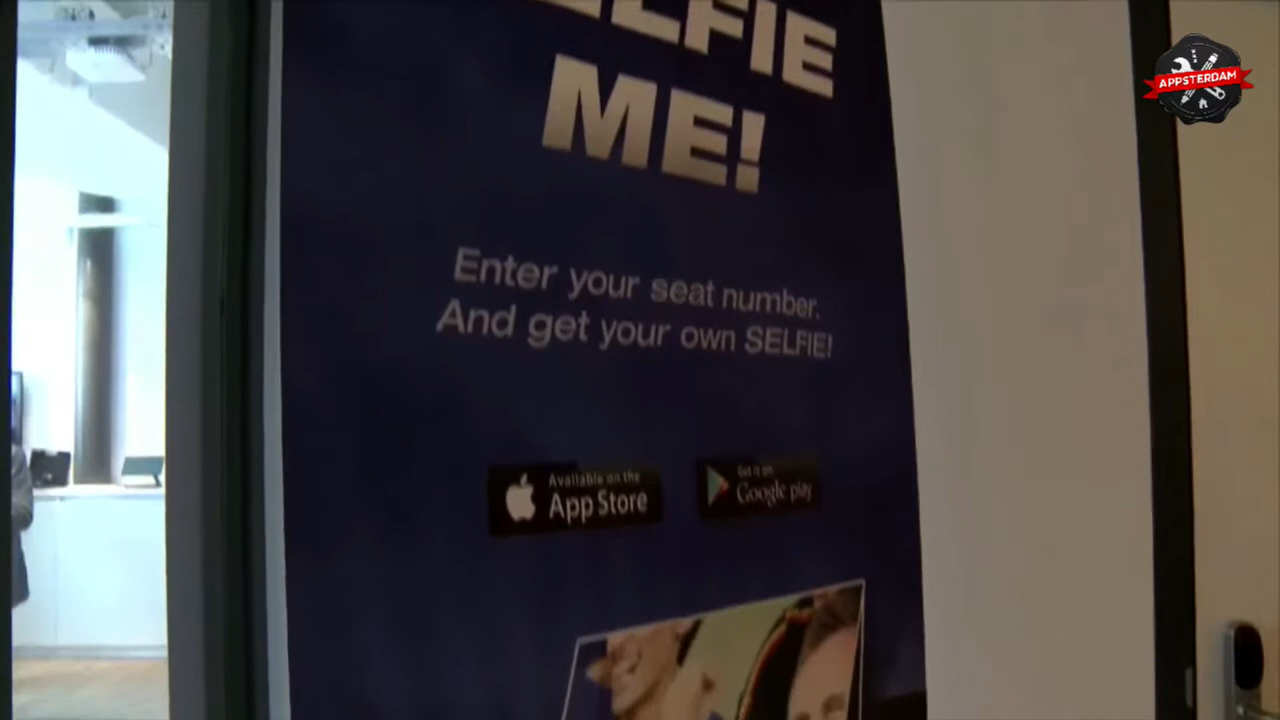 ELFIE
ME!
Enter your seat number.
And get your own SELFIE!
Available on the
App Store
Get it on
Google play
APPSTERDAM